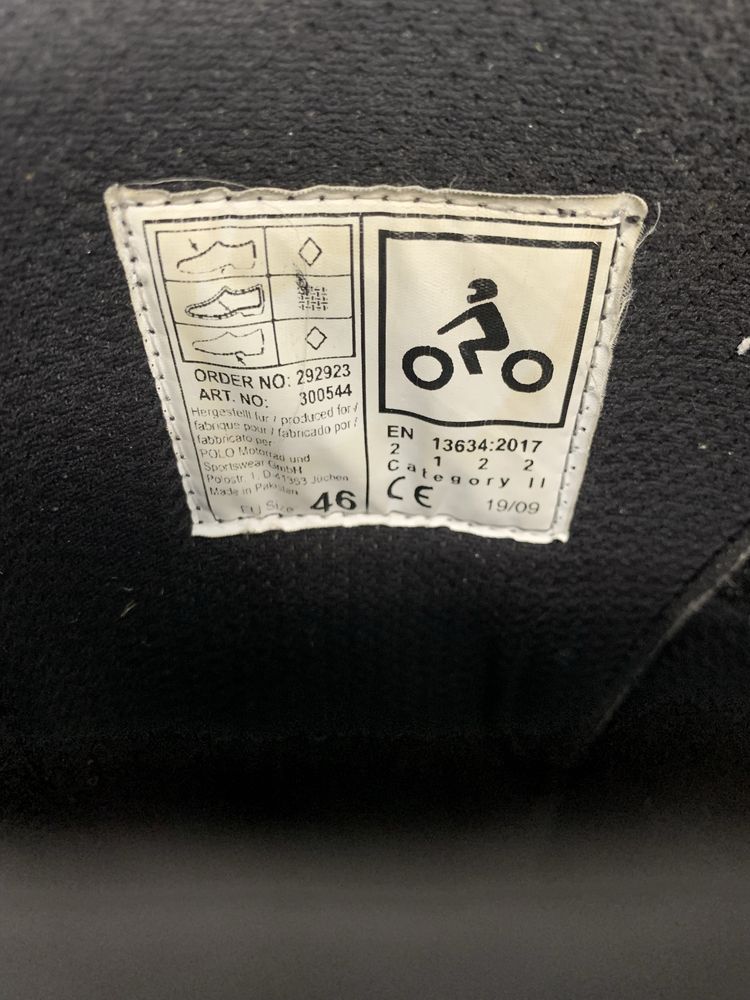 ORDER NO: 292923
ART. NO: 300544
Hergestellt für / produced for /
fabriqué pour / fabricado por /
fabbricato per
POLO Motorrad und
Sportswear GmbH
Polostr. 1, D-41363 Jüchen
Made in Pakistan
EU Size 46
EN 13634:2017
2 1 2 2
Category II
CE 19/09